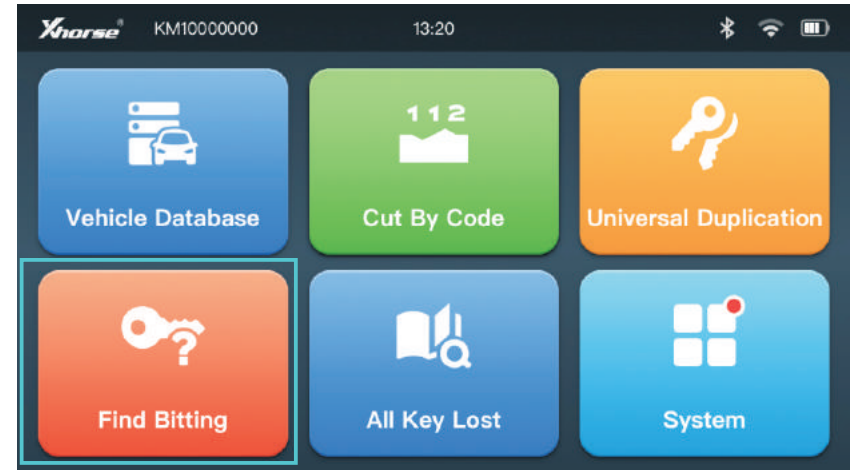 Xhorse® KM10000000 13:20
112
Vehicle Database Cut By Code Universal Duplication
?
Find Bitting All Key Lost System